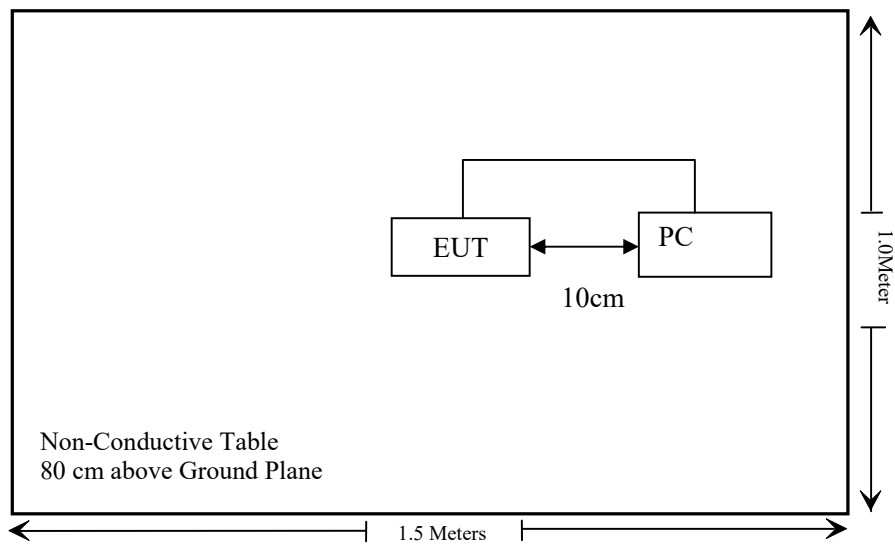 EUT
PC
10cm
1.0Meter
Non-Conductive Table
80 cm above Ground Plane
1.5 Meters